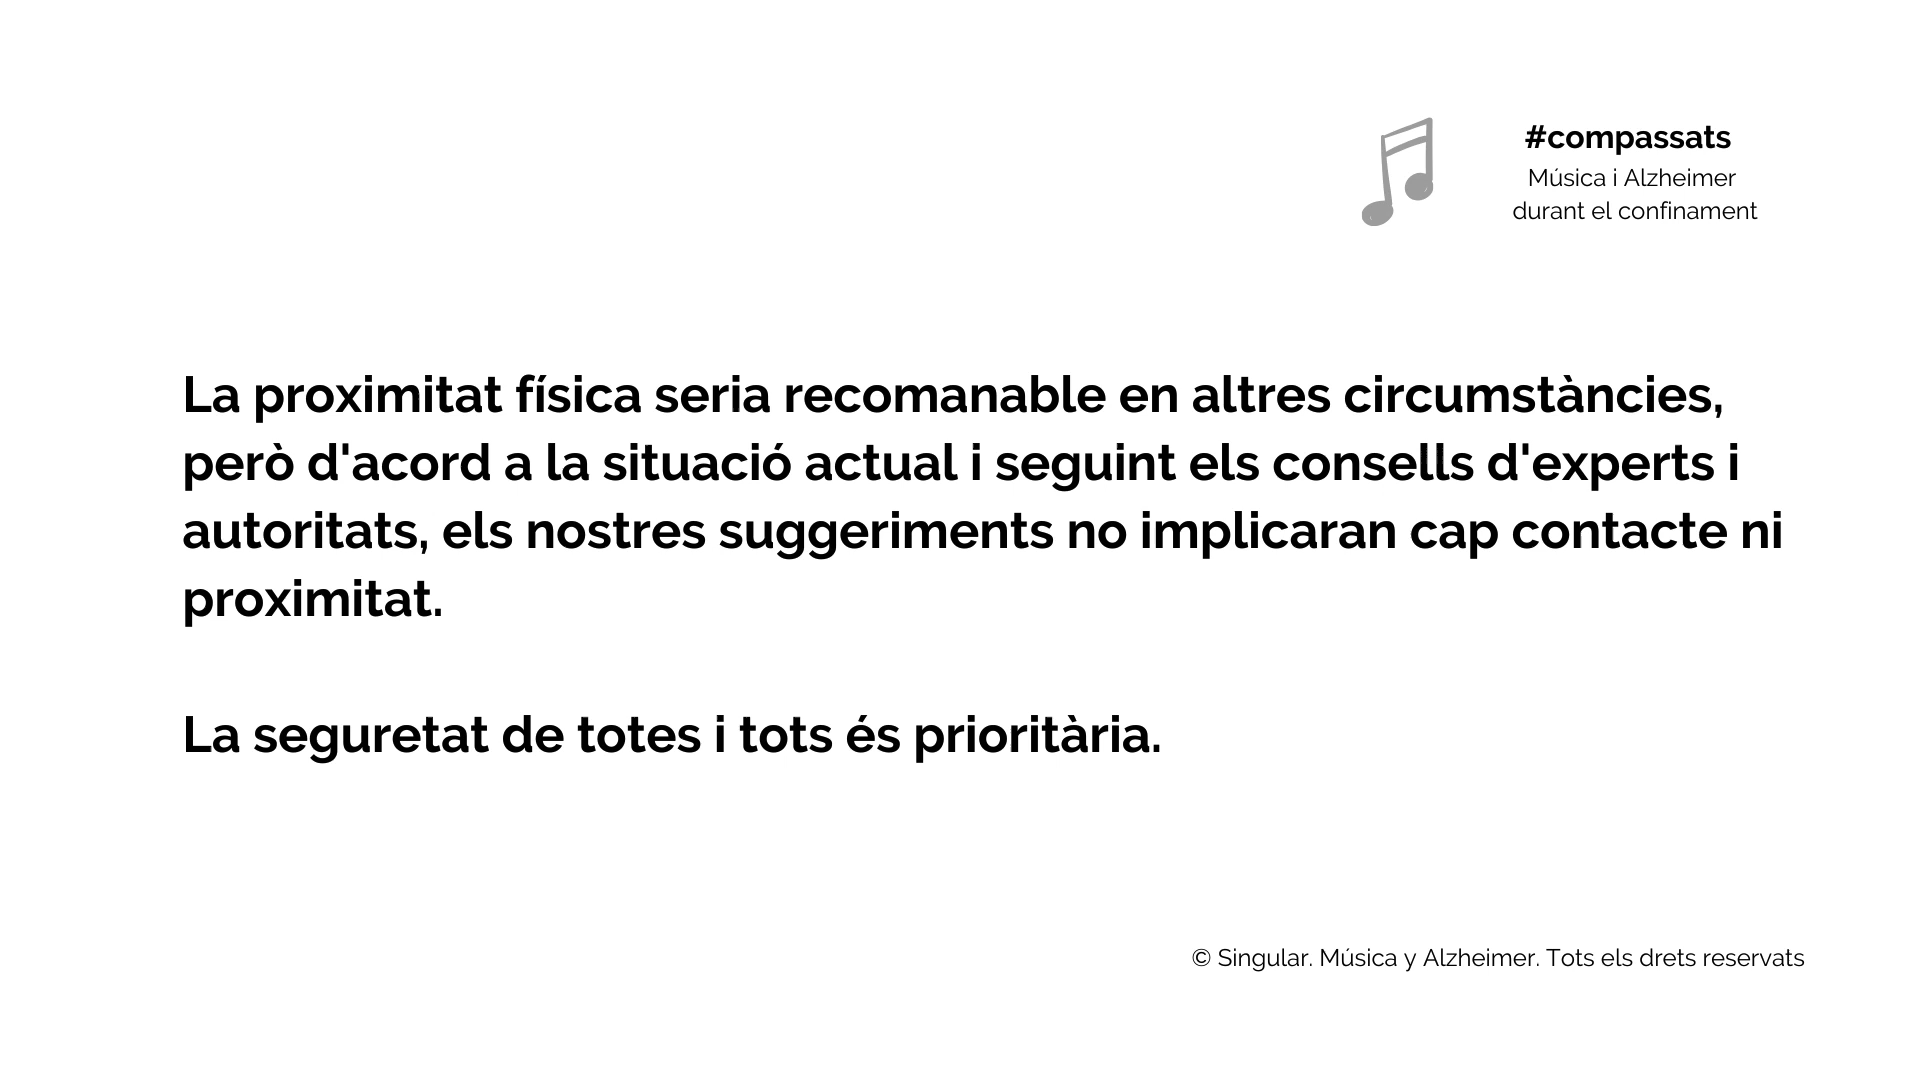 #compassats
Música i Alzheimer
durant el confinament
La proximitat física seria recomanable en altres circumstàncies,
però d'acord a la situació actual i seguint els consells d'experts i
autoritats, els nostres suggeriments no implicaran cap contacte ni
proximitat.
La seguretat de totes i tots és prioritària.
© Singular. Música y Alzheimer. Tots els drets reservats